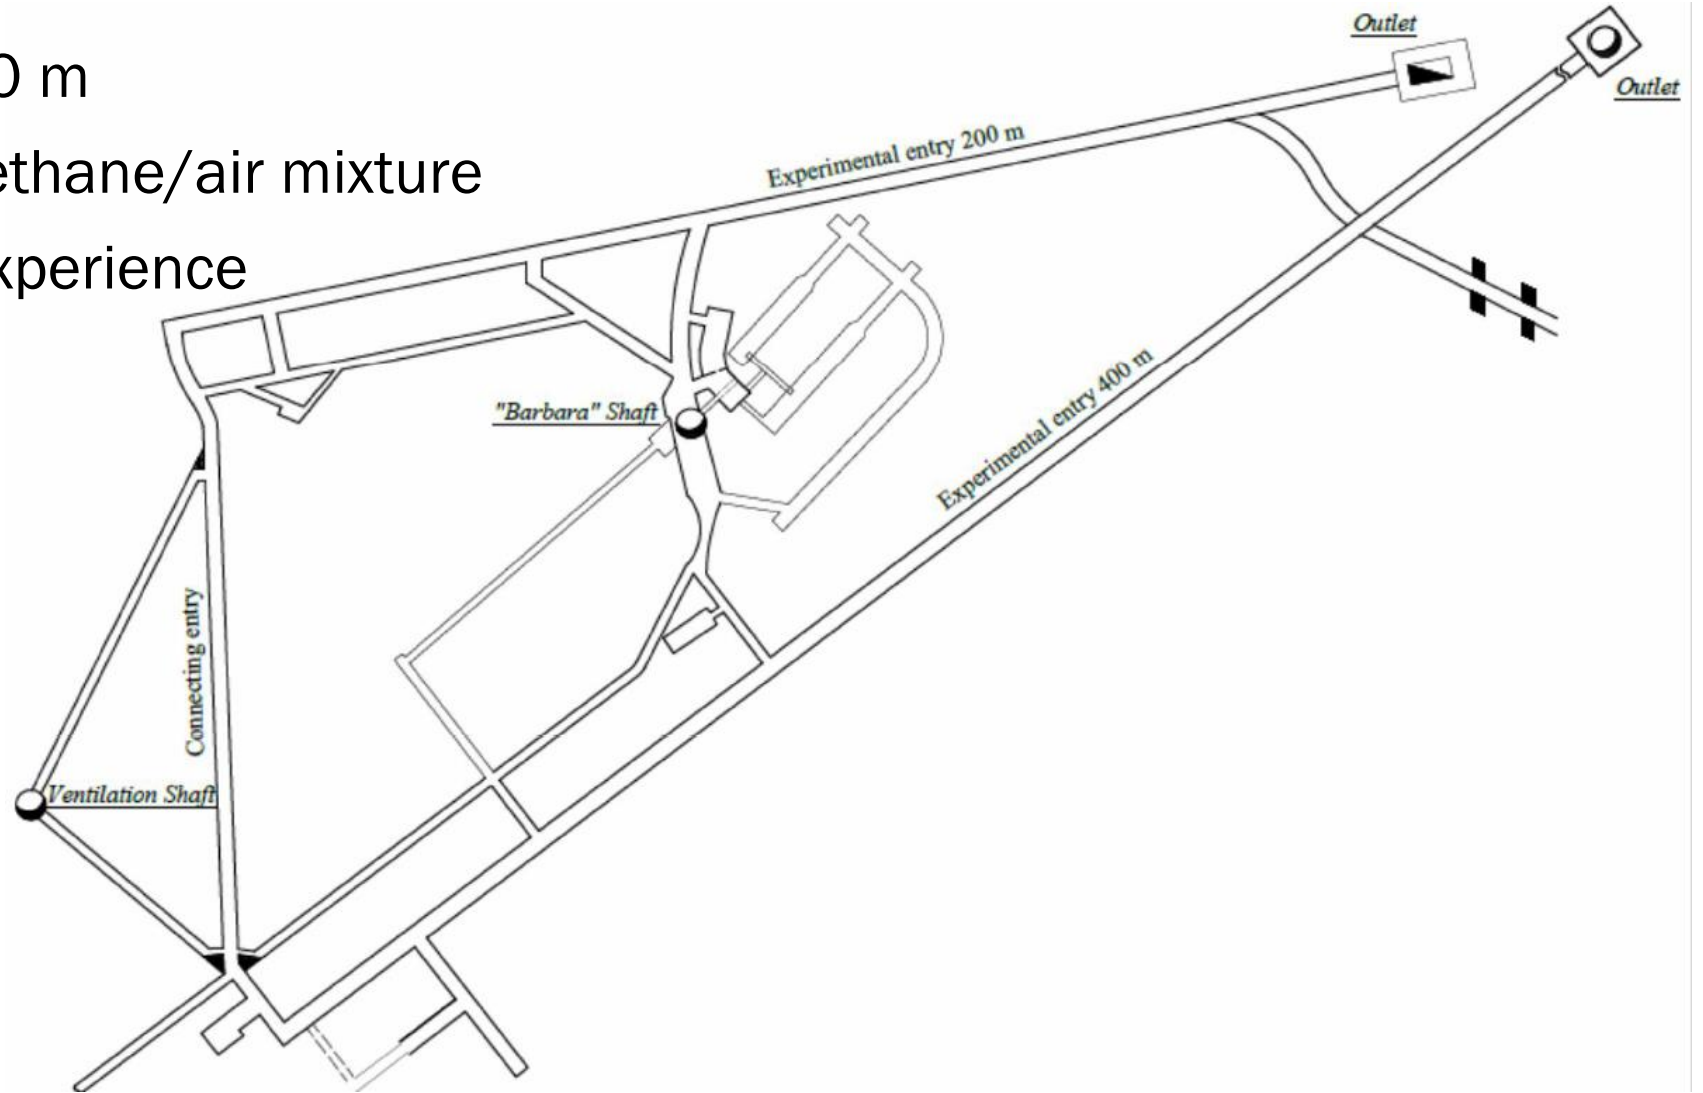 0 m
ethane/air mixture
xperience
Outlet
Outlet
Experimental entry 200 m
"Barbara" Shaft
Experimental entry 400 m
Connecting entry
Ventilation Shaft